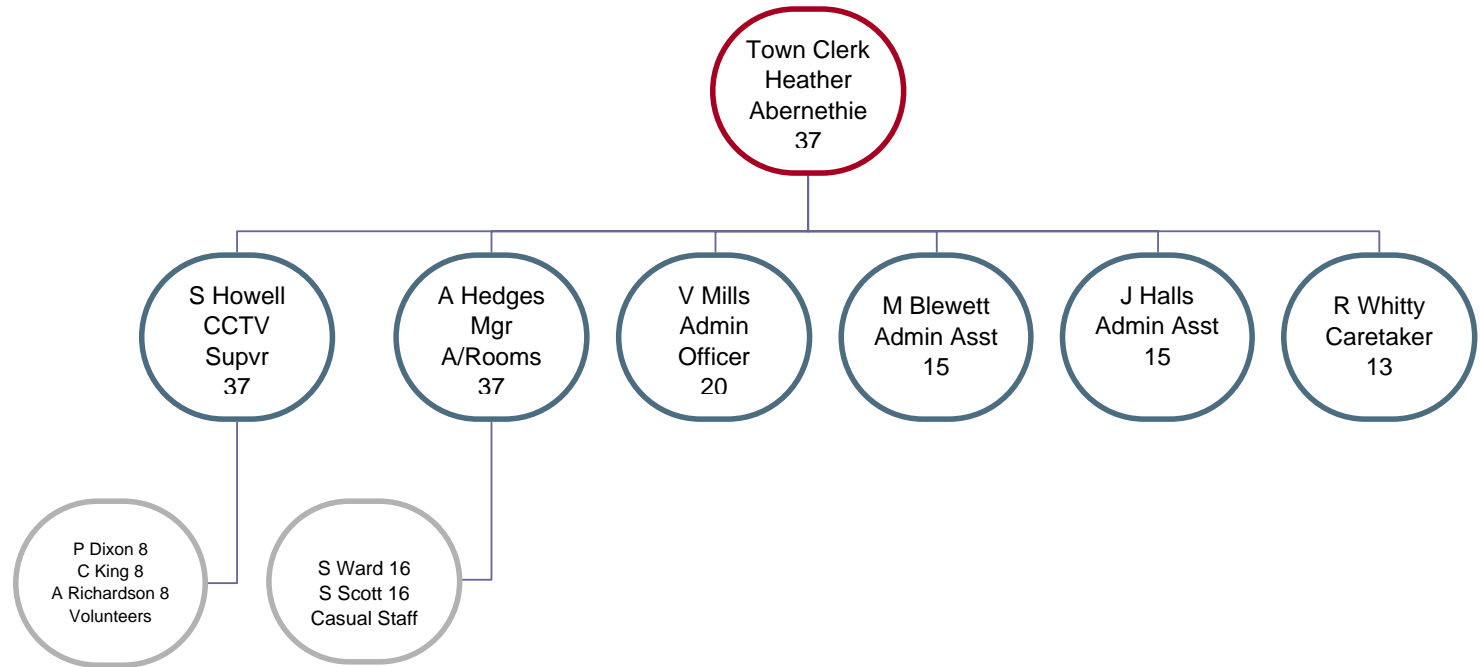 Town Clerk
Heather
Abernethie
37
S Howell
CCTV
Supvr
37
A Hedges
Mgr
A/Rooms
37
V Mills
Admin
Officer
20
M Blewett
Admin Asst
15
J Halls
Admin Asst
15
R Whitty
Caretaker
13
P Dixon 8
C King 8
A Richardson 8
Volunteers
S Ward 16
S Scott 16
Casual Staff